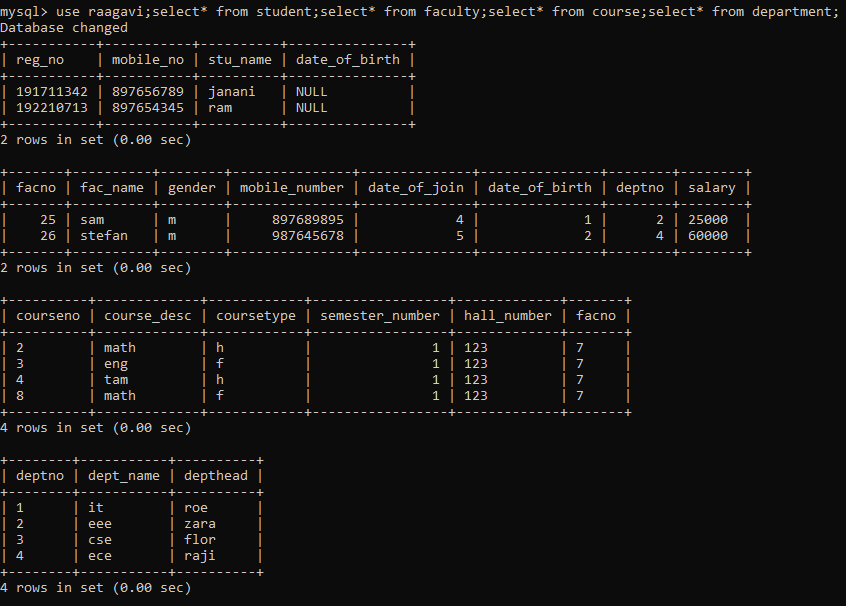 mysql> use raagavi;select* from student;select* from faculty;select* from course;select* from department;
Database changed
+-----------+-----------+----------+---------------+
| reg_no    | mobile_no | stu_name | date_of_birth |
+-----------+-----------+----------+---------------+
| 191711342 | 897656789 | janani   | NULL          |
| 192210713 | 897654345 | ram      | NULL          |
+-----------+-----------+----------+---------------+
2 rows in set (0.00 sec)

+-------+----------+--------+---------------+--------------+---------------+--------+--------+
| facno | fac_name | gender | mobile_number | date_of_join | date_of_birth | deptno | salary |
+-------+----------+--------+---------------+--------------+---------------+--------+--------+
|    25 | sam      | m      |     897689895 |            4 |             1 |      2 | 25000  |
|    26 | stefan   | m      |     987645678 |            5 |             2 |      4 | 60000  |
+-------+----------+--------+---------------+--------------+---------------+--------+--------+
2 rows in set (0.00 sec)

+----------+-------------+------------+-----------------+-------------+-------+
| courseno | course_desc | coursetype | semester_number | hall_number | facno |
+----------+-------------+------------+-----------------+-------------+-------+
| 2        | math        | h          |               1 | 123         | 7     |
| 3        | eng         | f          |               1 | 123         | 7     |
| 4        | tam         | h          |               1 | 123         | 7     |
| 8        | math        | f          |               1 | 123         | 7     |
+----------+-------------+------------+-----------------+-------------+-------+
4 rows in set (0.00 sec)

+--------+-----------+----------+
| deptno | dept_name | depthead |
+--------+-----------+----------+
| 1      | it        | roe      |
| 2      | eee       | zara     |
| 3      | cse       | flor     |
| 4      | ece       | raji     |
+--------+-----------+----------+
4 rows in set (0.00 sec)